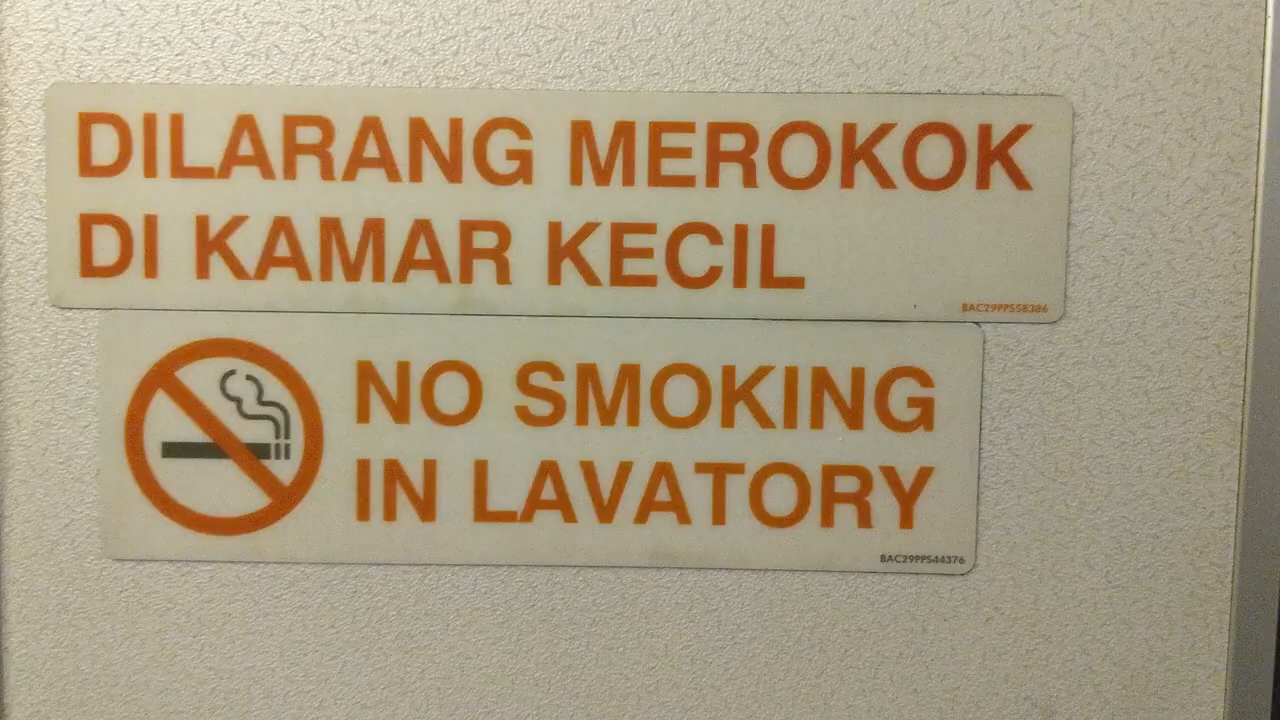 DILARANG MEROKOK
DI KAMAR KECIL
BAC29PPS58386
NO SMOKING
IN LAVATORY
BAC29PPS44376